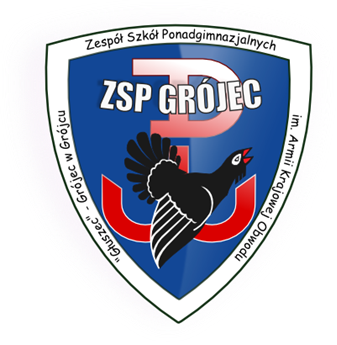 Zespół Szkół Ponadgimnazjalnych
ZSP GRÓJEC
im. Armii Krajowej Obwodu
"Głuszec" - Grójec w Grójcu